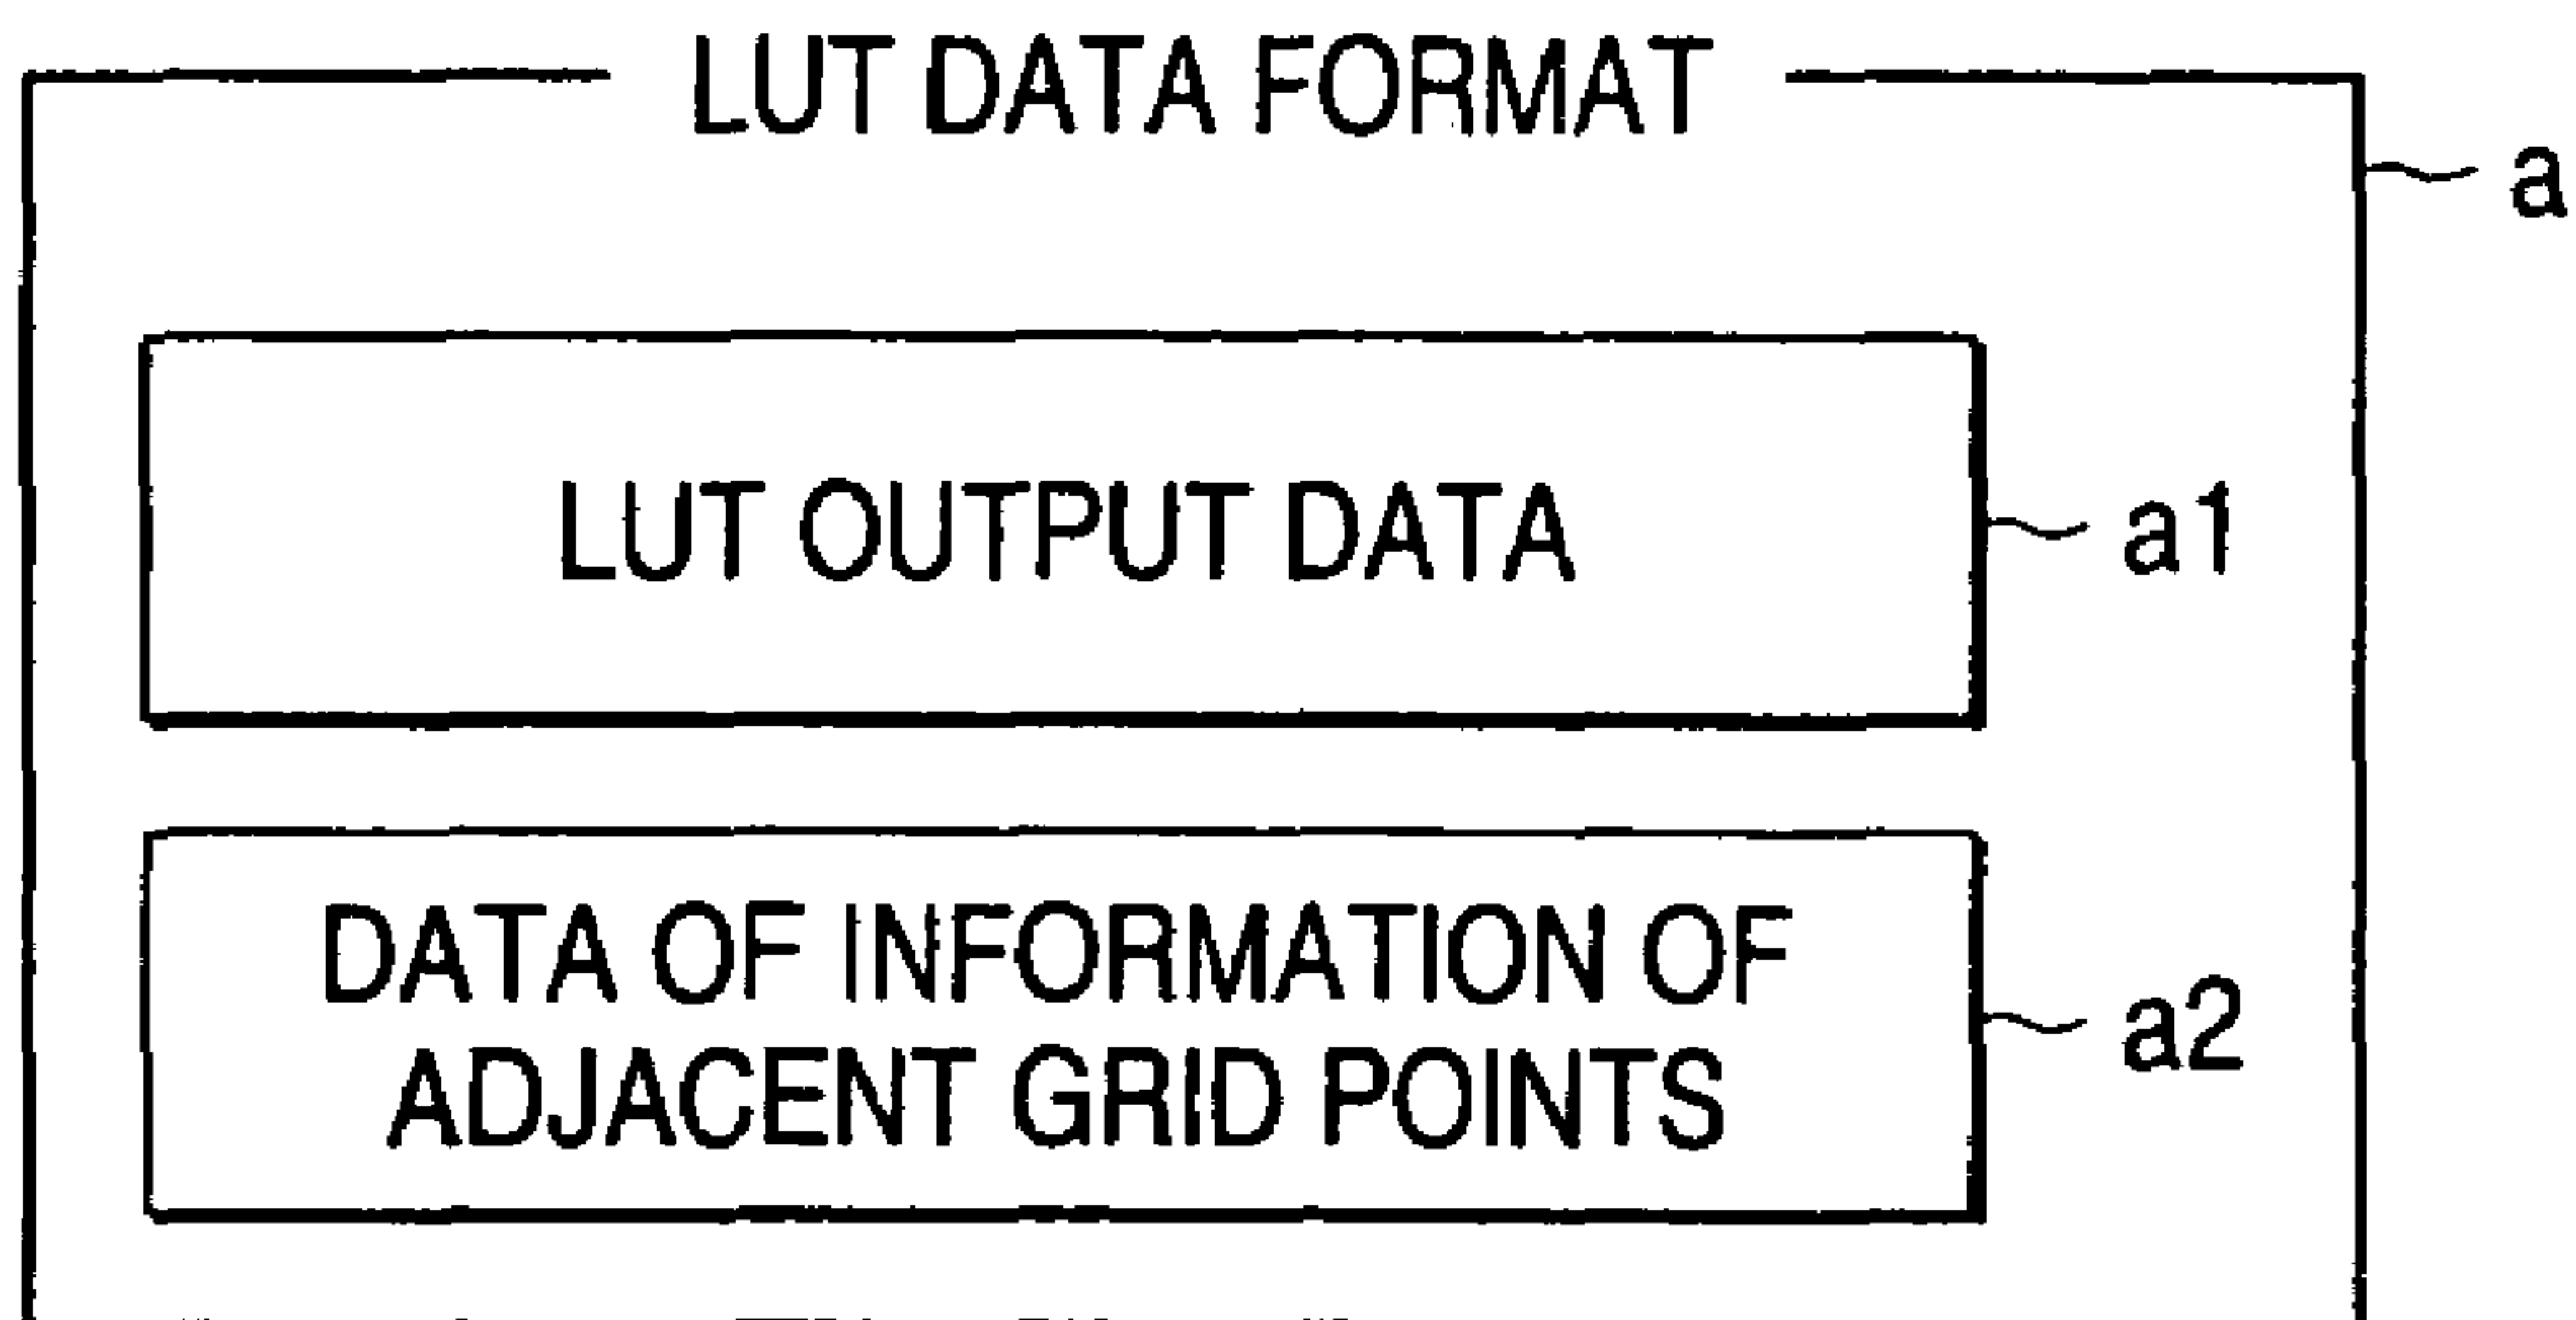 LUT DATA FORMAT
a
LUT OUTPUT DATA
a1
DATA OF INFORMATION OF
ADJACENT GRID POINTS
a2